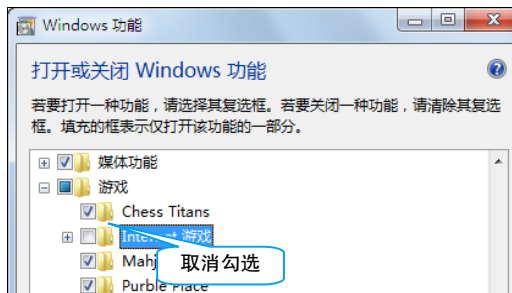 Windows 功能
打开或关闭 Windows 功能
若要打开一种功能，请选择其复选框。若要关闭一种功能，请清除其复选
框。填充的框表示仅打开该功能的一部分。
媒体功能
游戏
Chess Titans
Internet 游戏
Mahj
取消勾选
Purble Place